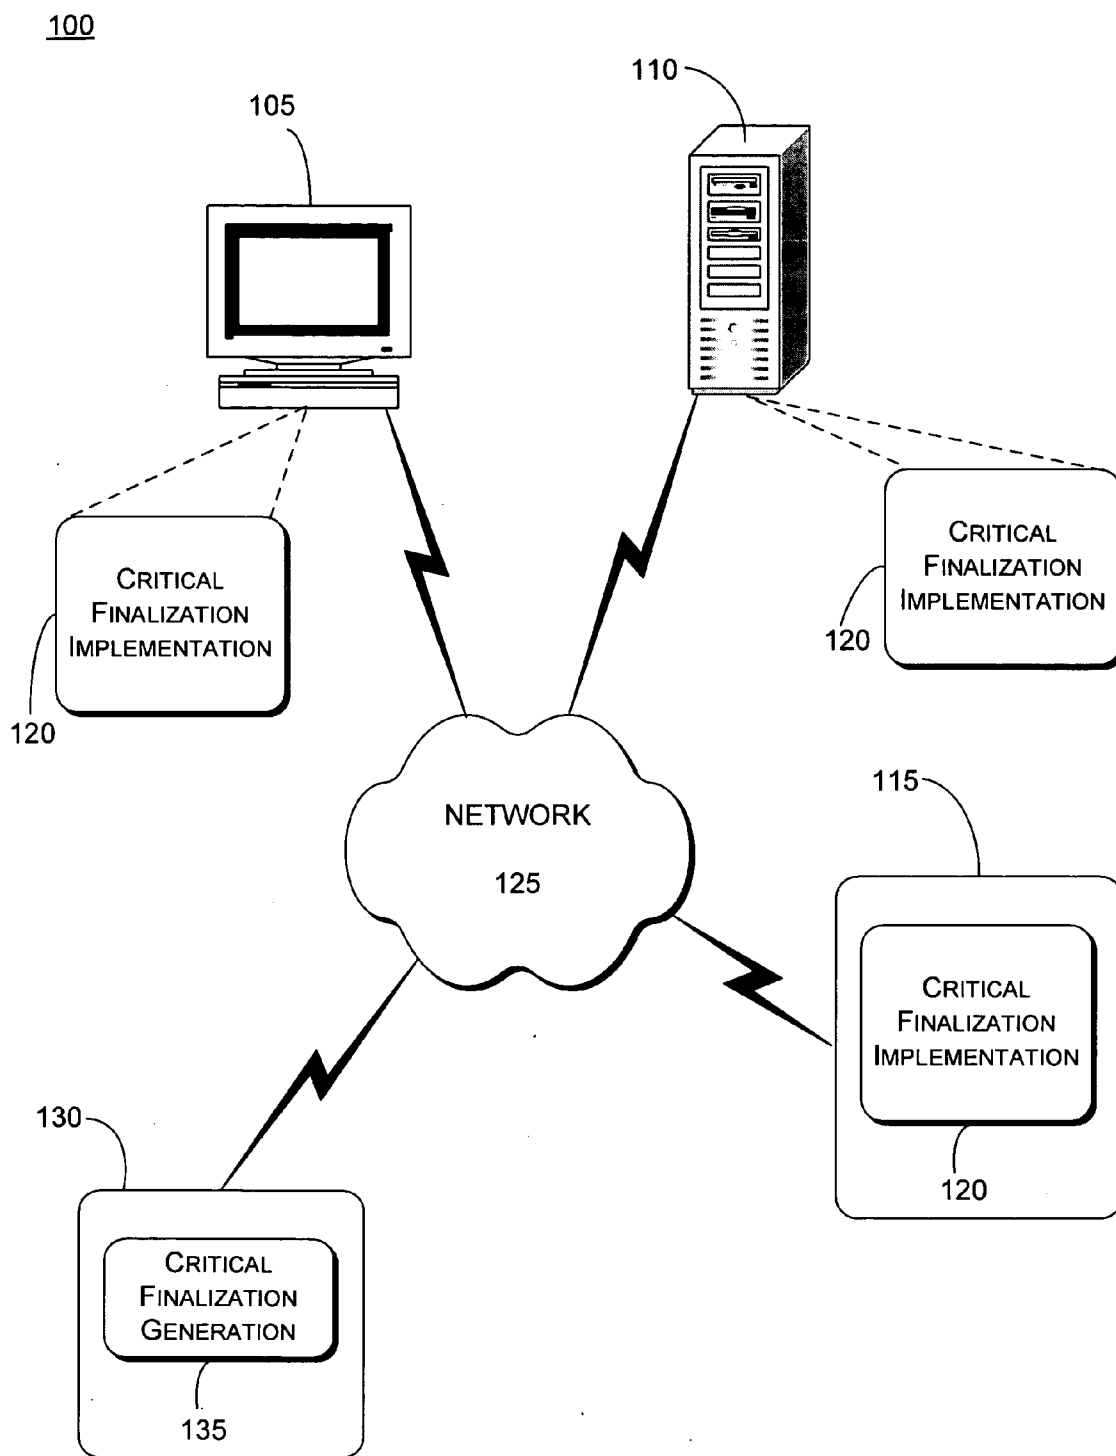 100
105
110
CRITICAL
FINALIZATION
IMPLEMENTATION
120
CRITICAL
FINALIZATION
IMPLEMENTATION
120
NETWORK
125
115
CRITICAL
FINALIZATION
IMPLEMENTATION
120
130
CRITICAL
FINALIZATION
GENERATION
135